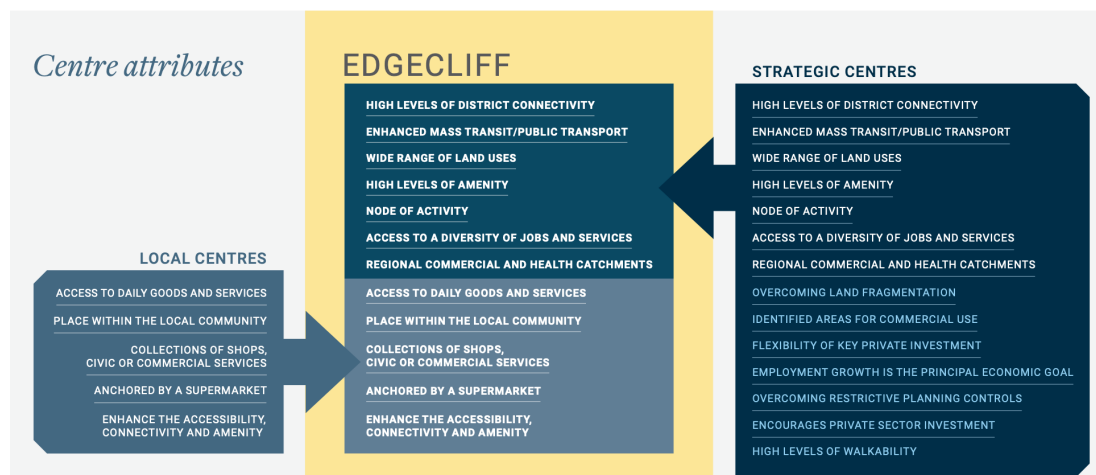 Centre attributes
LOCAL CENTRES
ACCESS TO DAILY GOODS AND SERVICES
PLACE WITHIN THE LOCAL COMMUNITY
COLLECTIONS OF SHOPS,
CIVIC OR COMMERCIAL SERVICES
ANCHORED BY A SUPERMARKET
ENHANCE THE ACCESSIBILITY,
CONNECTIVITY AND AMENITY
EDGECLIFF
HIGH LEVELS OF DISTRICT CONNECTIVITY
ENHANCED MASS TRANSIT/PUBLIC TRANSPORT
WIDE RANGE OF LAND USES
HIGH LEVELS OF AMENITY
NODE OF ACTIVITY
ACCESS TO A DIVERSITY OF JOBS AND SERVICES
REGIONAL COMMERCIAL AND HEALTH CATCHMENTS
ACCESS TO DAILY GOODS AND SERVICES
PLACE WITHIN THE LOCAL COMMUNITY
COLLECTIONS OF SHOPS,
CIVIC OR COMMERCIAL SERVICES
ANCHORED BY A SUPERMARKET
ENHANCE THE ACCESSIBILITY,
CONNECTIVITY AND AMENITY
STRATEGIC CENTRES
HIGH LEVELS OF DISTRICT CONNECTIVITY
ENHANCED MASS TRANSIT/PUBLIC TRANSPORT
WIDE RANGE OF LAND USES
HIGH LEVELS OF AMENITY
NODE OF ACTIVITY
ACCESS TO A DIVERSITY OF JOBS AND SERVICES
REGIONAL COMMERCIAL AND HEALTH CATCHMENTS
OVERCOMING LAND FRAGMENTATION
IDENTIFIED AREAS FOR COMMERCIAL USE
FLEXIBILITY OF KEY PRIVATE INVESTMENT
EMPLOYMENT GROWTH IS THE PRINCIPAL ECONOMIC GOAL
OVERCOMING RESTRICTIVE PLANNING CONTROLS
ENCOURAGES PRIVATE SECTOR INVESTMENT
HIGH LEVELS OF WALKABILITY